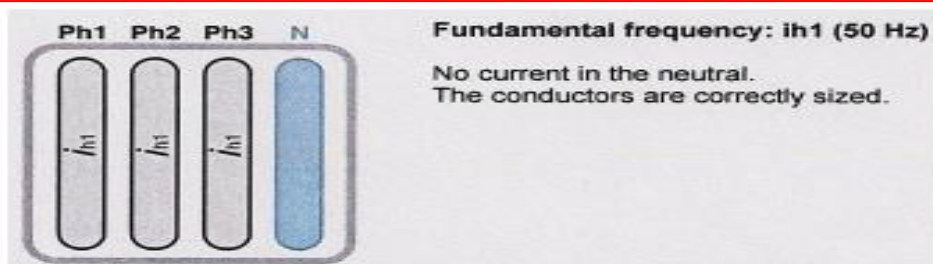 Ph1 Ph2 Ph3 N
Fundamental frequency: ih1 (50 Hz)
No current in the neutral.
The conductors are correctly sized.
ih1 ih1 ih1